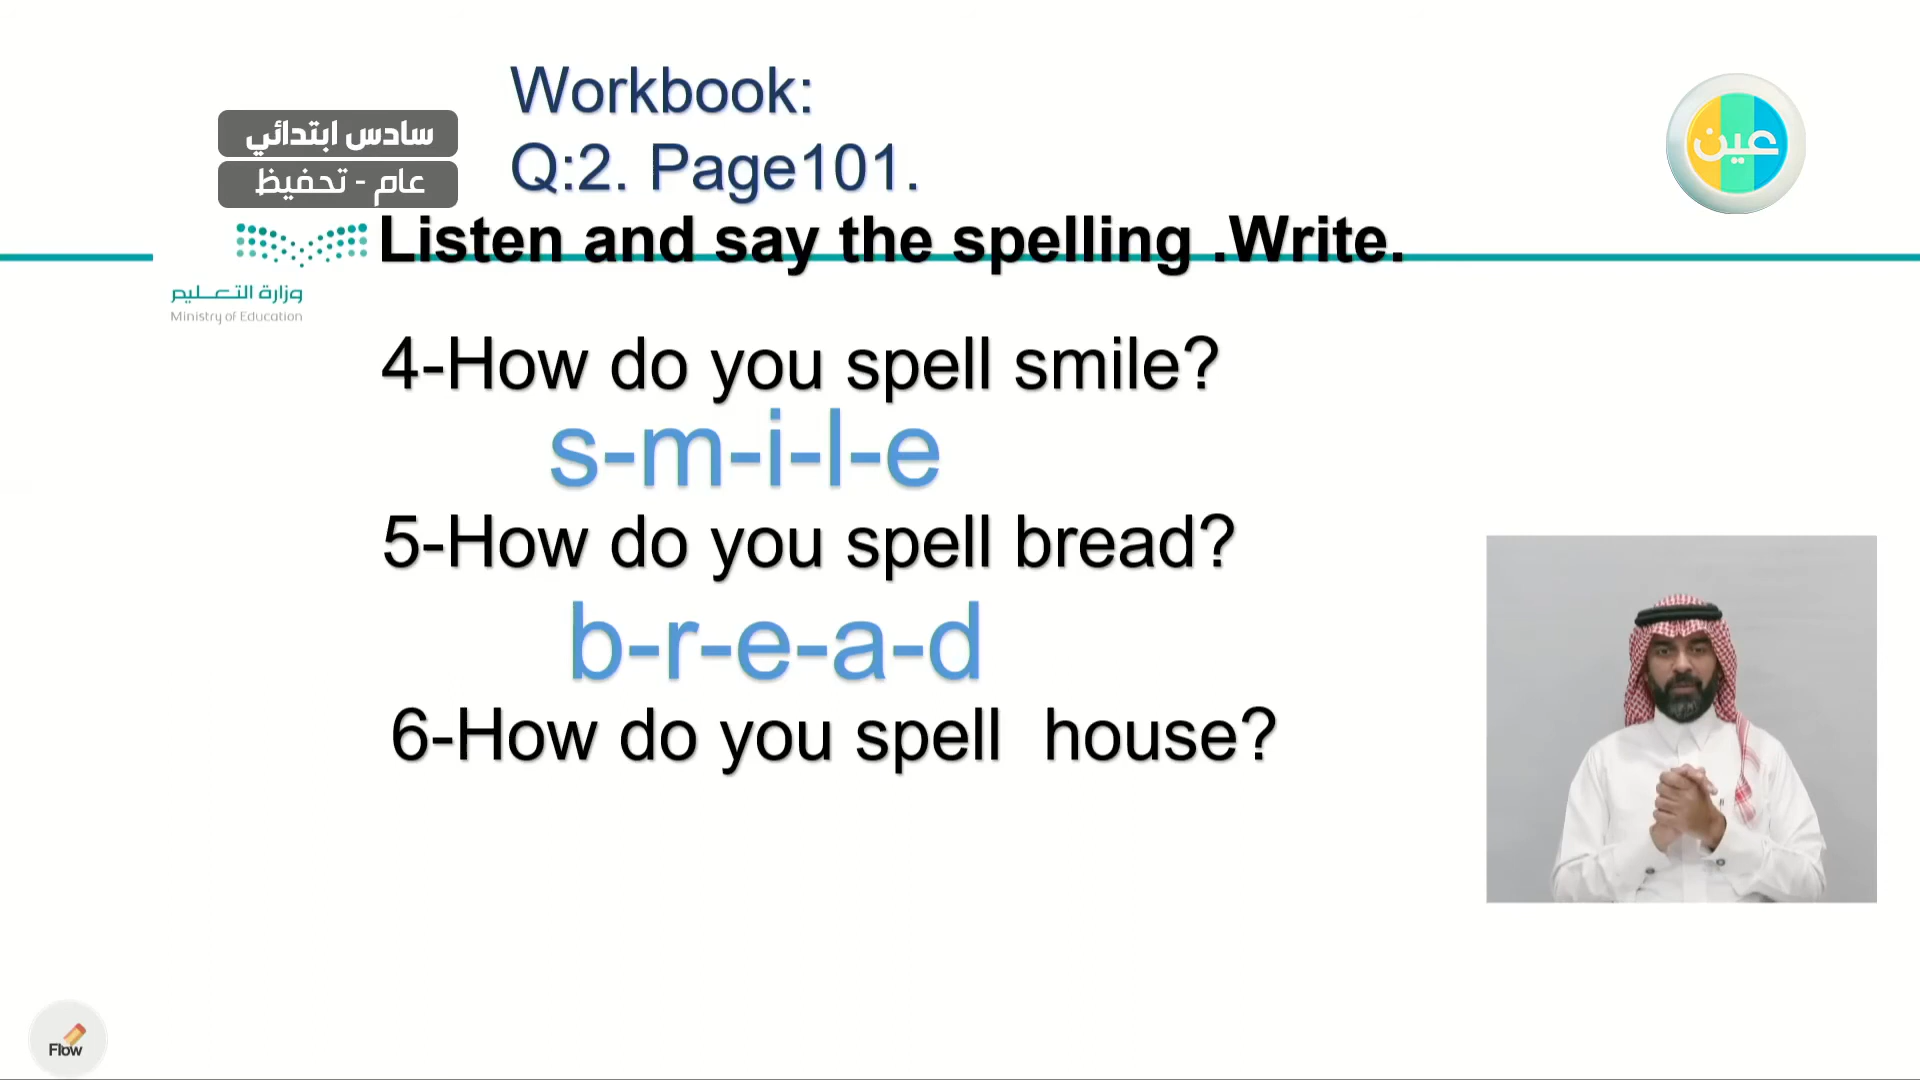 Workbook:
Q:2. Page101.
سادس ابتدائي
عام - تحفيظ
عين
Listen and say the spelling .Write.
وزارة التعليم
Ministry of Education
4-How do you spell smile?
s-m-i-l-e
5-How do you spell bread?
b-r-e-a-d
6-How do you spell  house?
Flow